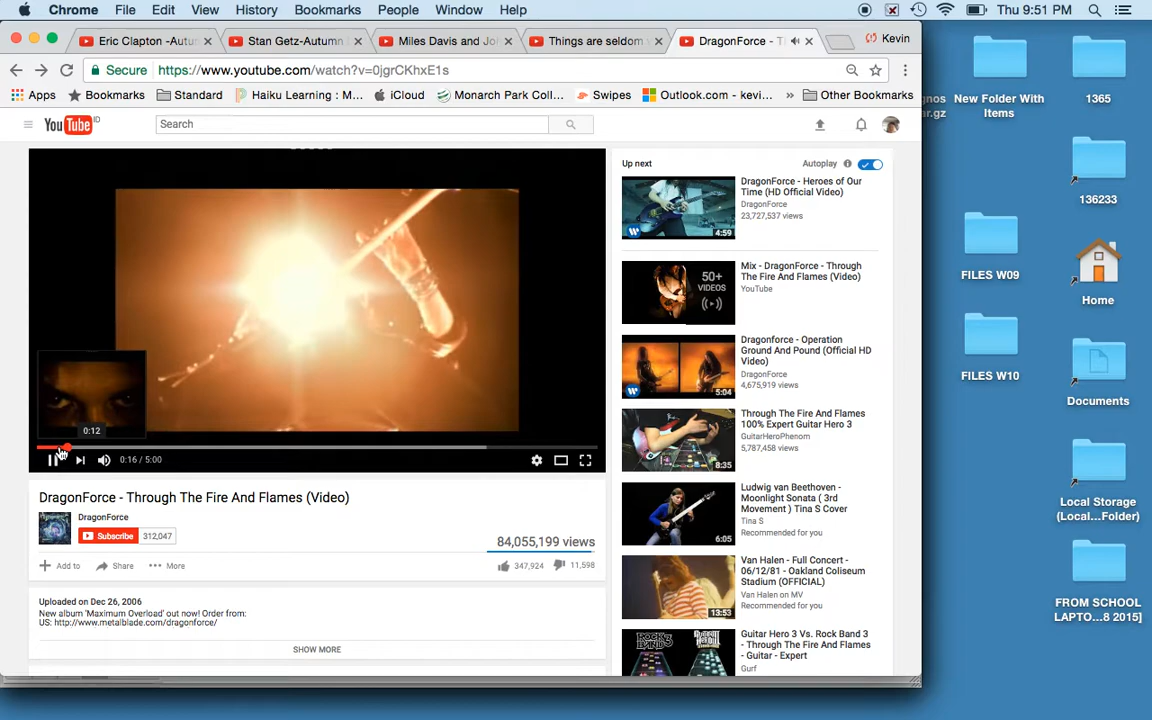 Chrome File Edit View History Bookmarks People Window Help Thu 9:51 PM
Eric Clapton -Autu
Stan Getz-Autumn
Miles Davis and Jo
Things are seldom
DragonForce - T
Kevin
Secure https://www.youtube.com/watch?v=0jgrCKhxE1s
Apps Bookmarks Standard Haiku Learning : M... iCloud Monarch Park Coll... Swipes Outlook.com - kevi... » Other Bookmarks
YouTube ID
Search
0:12
0:16 / 5:00
DragonForce - Through The Fire And Flames (Video)
DragonForce
Subscribe 312,047
84,055,199 views
Add to Share More
347,924 11,598
Uploaded on Dec 26, 2006
New album 'Maximum Overload' out now! Order from:
US: http://www.metalblade.com/dragonforce/
SHOW MORE
Up next Autoplay
DragonForce - Heroes of Our
Time (HD Official Video)
DragonForce
23,727,537 views
4:59
50+
VIDEOS
Mix - DragonForce - Through
The Fire And Flames (Video)
YouTube
Dragonforce - Operation
Ground And Pound (Official HD
Video)
DragonForce
4,675,919 views
5:04
Through The Fire And Flames
100% Expert Guitar Hero 3
GuitarHeroPhenom
5,787,458 views
8:35
Ludwig van Beethoven -
Moonlight Sonata ( 3rd
Movement ) Tina S Cover
Tina S
Recommended for you
6:05
Van Halen - Full Concert -
06/12/81 - Oakland Coliseum
Stadium (OFFICIAL)
Van Halen on MV
Recommended for you
13:53
Guitar Hero 3 Vs. Rock Band 3
- Through The Fire And Flames
- Guitar - Expert
Gurf
ROCK BAND 3
gnos
ar.gz
New Folder With
Items
1365
136233
FILES W09
Home
FILES W10
Documents
Local Storage
(Local...Folder)
FROM SCHOOL
LAPTO...8 2015]